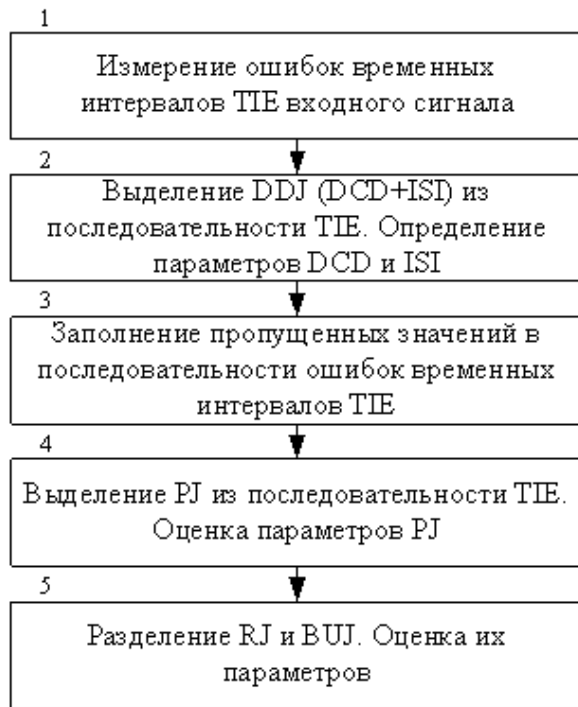 1
Измерение ошибок временных
интервалов TIE входного сигнала
2
Выделение DDJ (DCD+ISI) из
последовательности TIE. Определение
параметров DCD и ISI
3
Заполнение пропущенных значений в
последовательности ошибок временных
интервалов TIE
4
Выделение PJ из последовательности TIE.
Оценка параметров PJ
5
Разделение RJ и BUJ. Оценка их
параметров